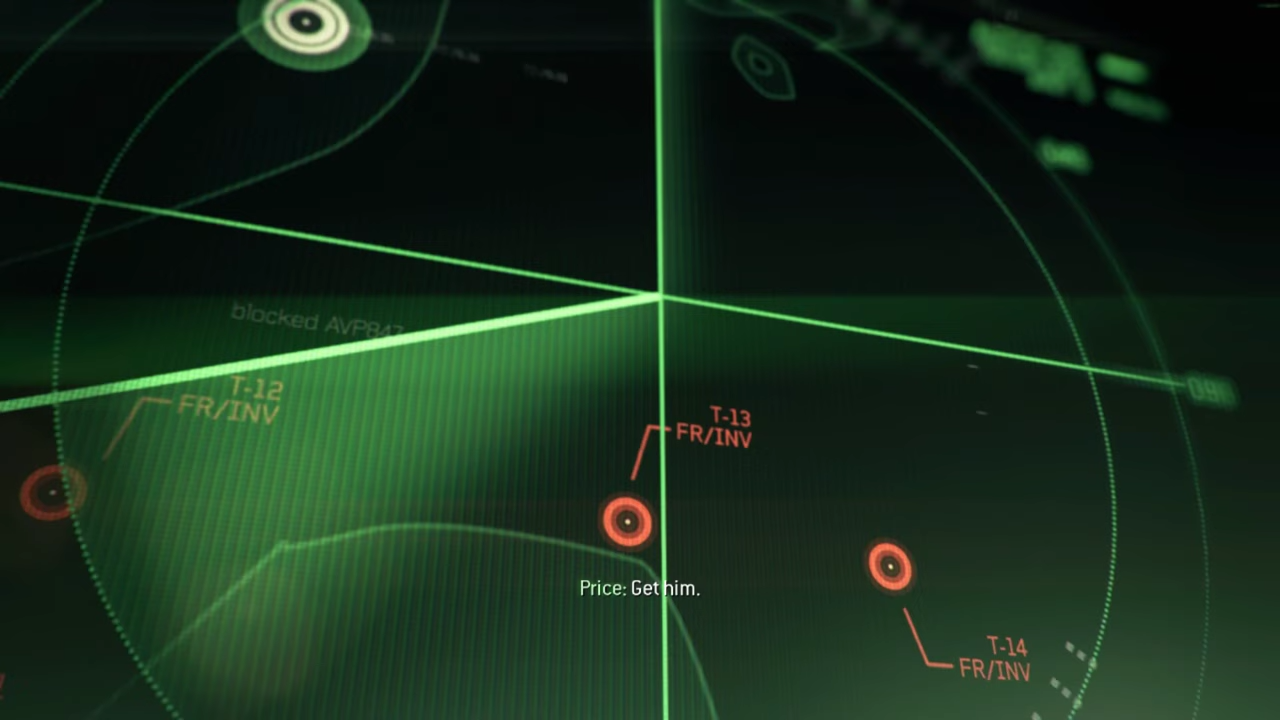 blocked AVP847
T-12
FR/INV
T-13
FR/INV
Price: Get him.
T-14
FR/INV